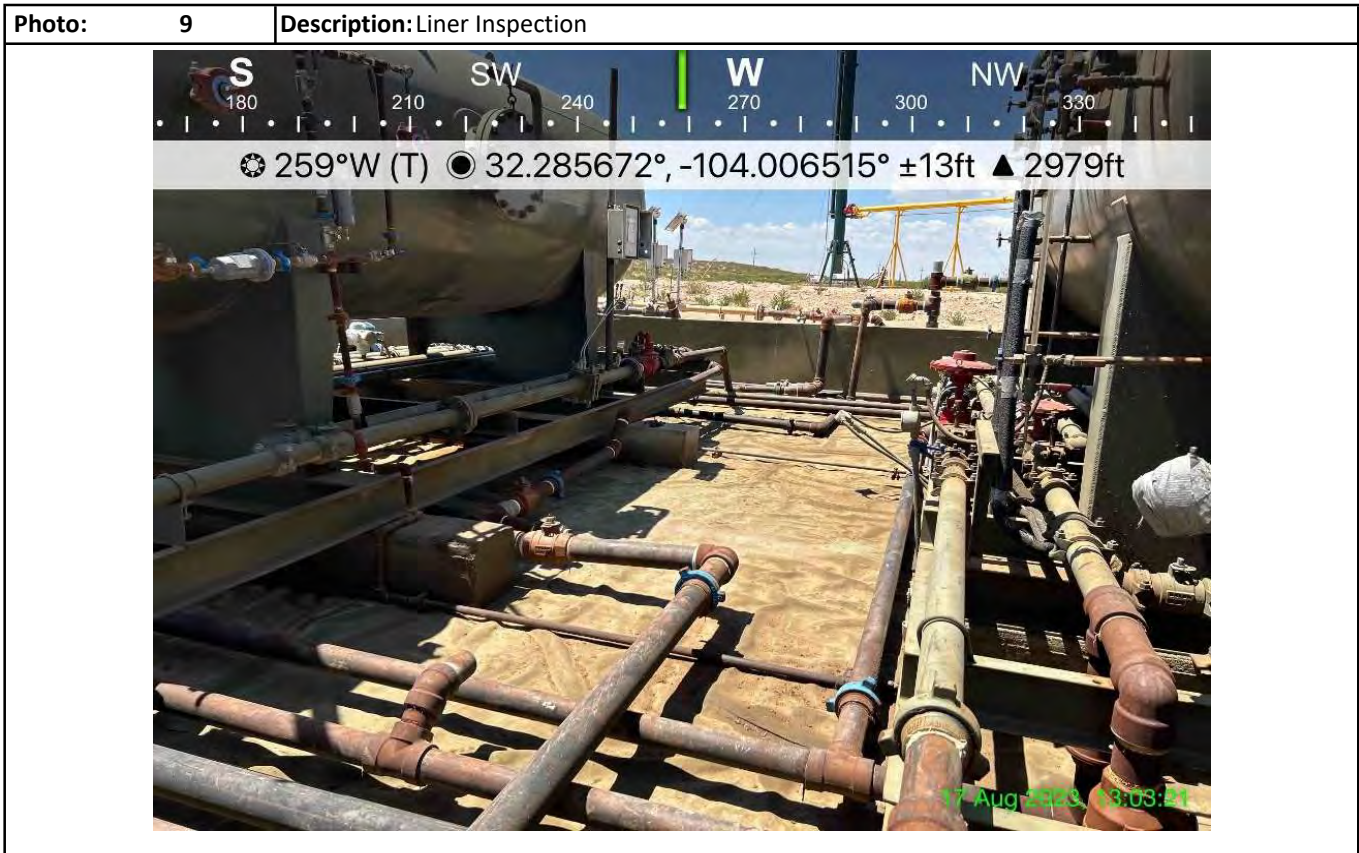 Photo: 9 Description: Liner Inspection
S SW W NW
180 210 240 270 300 330
259°W (T) 32.285672°, -104.006515° ±13ft ▲ 2979ft
17 Aug 2023, 13:03:21